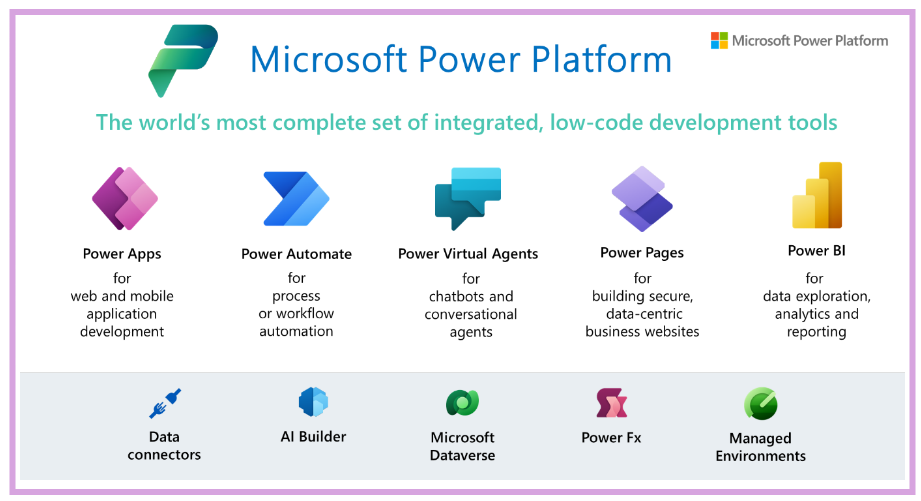 Microsoft Power Platform
Microsoft Power Platform
The world's most complete set of integrated, low-code development tools
Power Apps
for
web and mobile
application
development
Power Automate
for
process
or workflow
automation
Power Virtual Agents
for
chatbots and
conversational
agents
Power Pages
for
building secure,
data-centric
business websites
Power BI
for
data exploration,
analytics and
reporting
Data
connectors
AI Builder
Microsoft
Dataverse
Power Fx
Managed
Environments